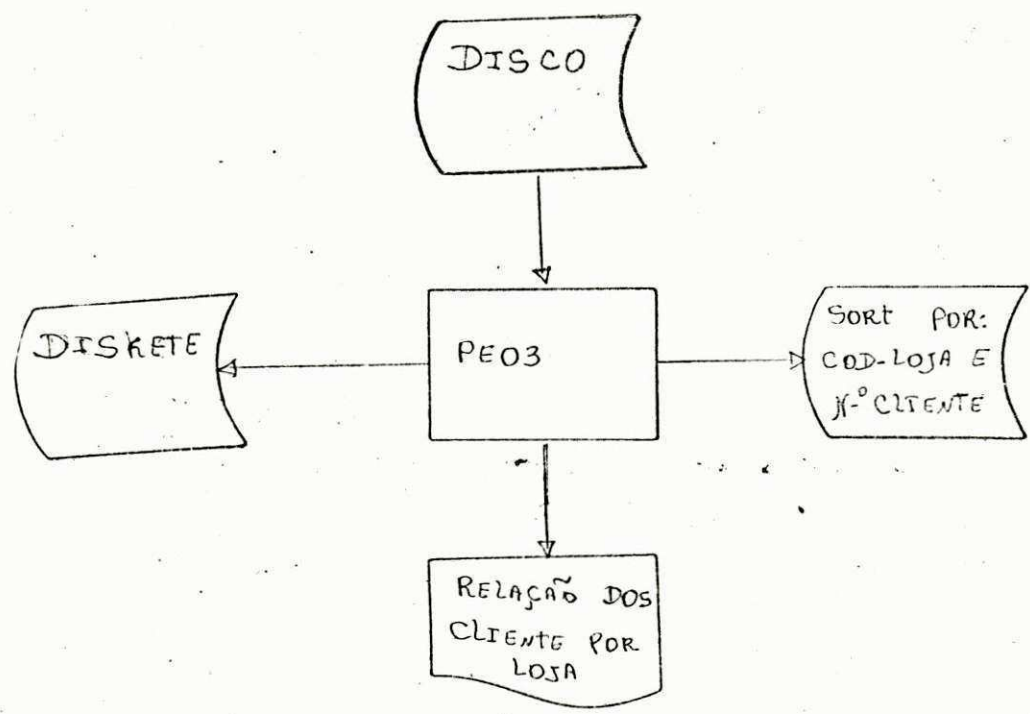 DISCO
DISKETE
PE03
SORT POR:
COD-LOJA E
N-º CLIENTE
RELAÇÃO DOS
CLIENTE POR
LOJA